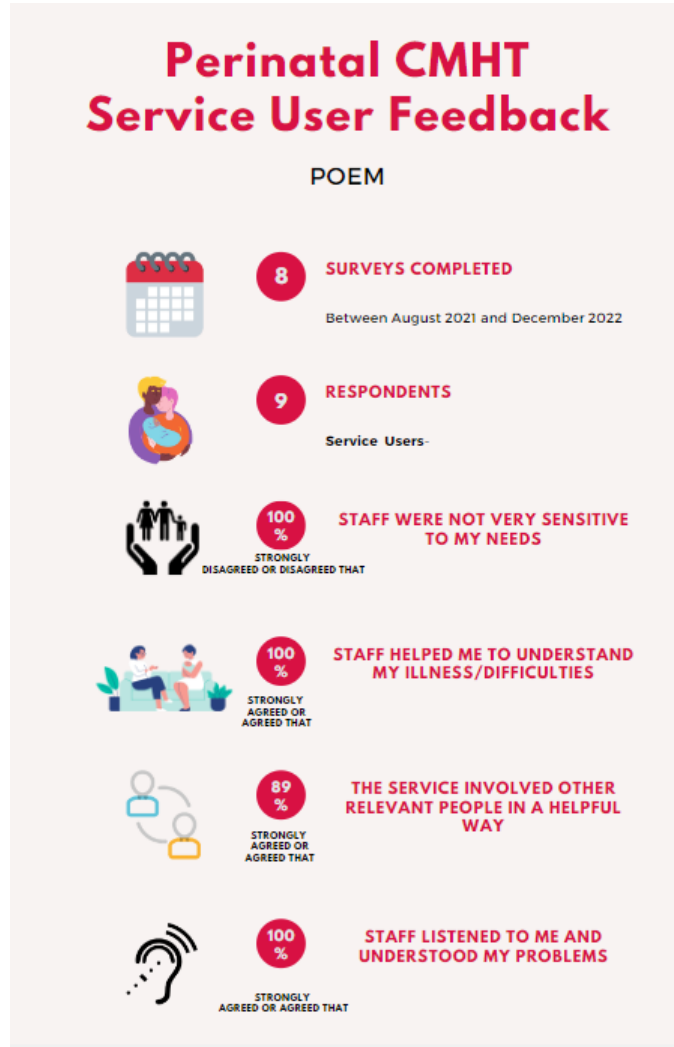 Perinatal CMHT
Service User Feedback
POEM
8
SURVEYS COMPLETED
Between August 2021 and December 2022
9
RESPONDENTS
Service Users-
100
%
STRONGLY
DISAGREED OR DISAGREED THAT
STAFF WERE NOT VERY SENSITIVE
TO MY NEEDS
100
%
STRONGLY
AGREED OR
AGREED THAT
STAFF HELPED ME TO UNDERSTAND
MY ILLNESS/DIFFICULTIES
89
%
STRONGLY
AGREED OR
AGREED THAT
THE SERVICE INVOLVED OTHER
RELEVANT PEOPLE IN A HELPFUL
WAY
100
%
STRONGLY
AGREED OR AGREED THAT
STAFF LISTENED TO ME AND
UNDERSTOOD MY PROBLEMS